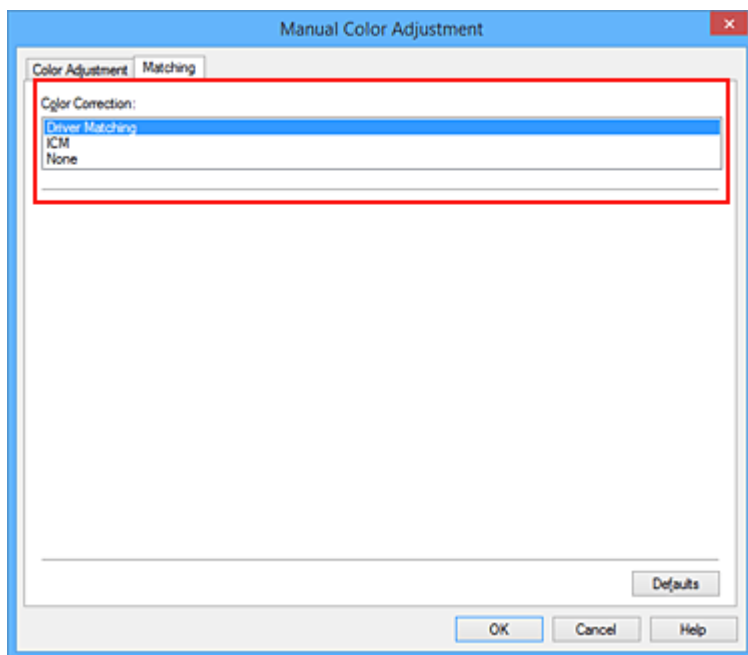 Manual Color Adjustment
Color Adjustment Matching
Color Correction:
Driver Matching
ICM
None
Defaults
OK Cancel Help